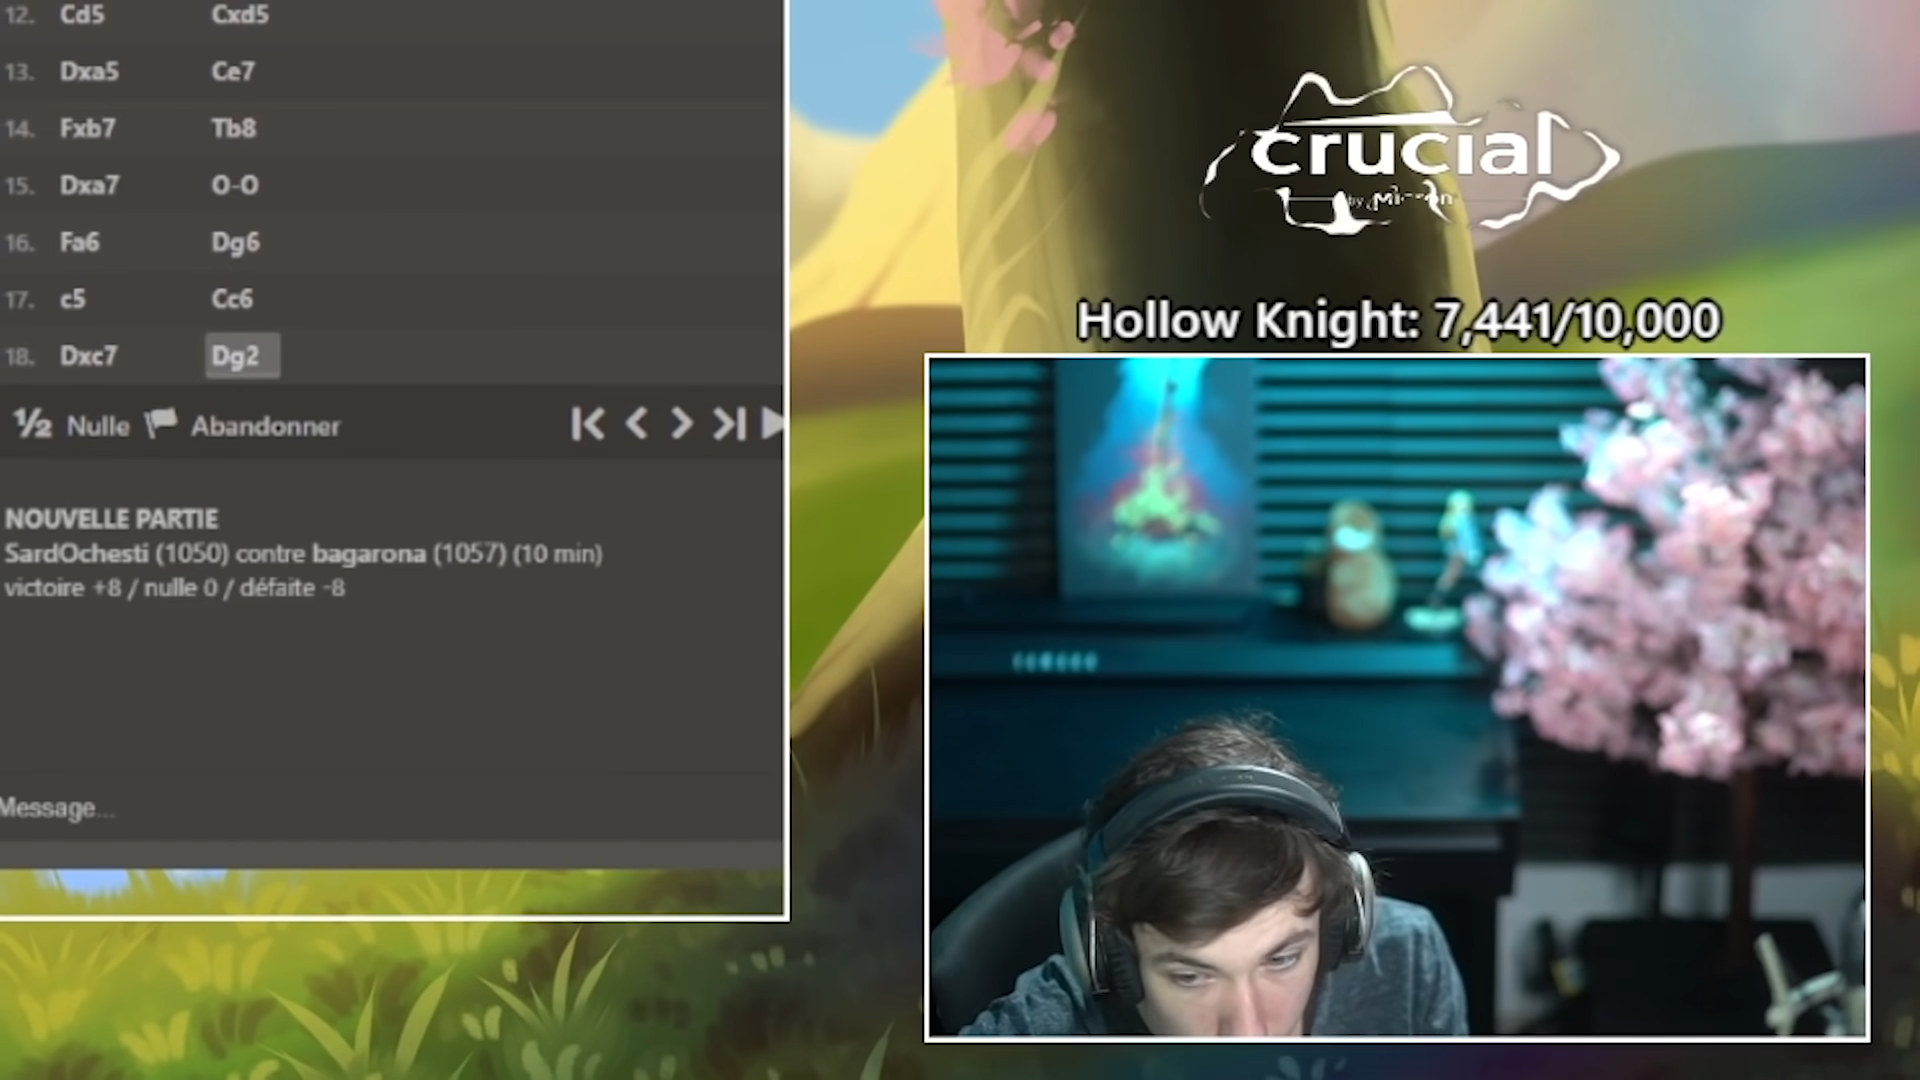 12. Cd5 Cxd5
13. Dxa5 Ce7
14. Fxb7 Tb8
15. Dxa7 O-O
16. Fa6 Dg6
17. c5 Cc6
18. Dxc7 Dg2
½ Nulle Abandonner
NOUVELLE PARTIE
SardOchesti (1050) contre bagarona (1057) (10 min)
victoire +8 / nulle 0 / défaite -8
Message...
crucial
by Micron
Hollow Knight: 7,441/10,000